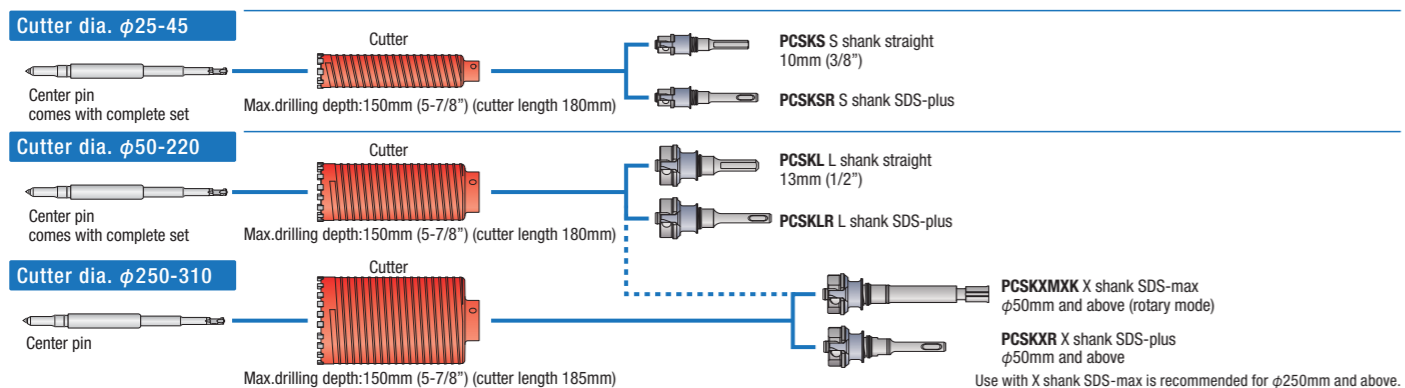 Cutter dia. φ25-45
Cutter
Center pin
comes with complete set
Max.drilling depth:150mm (5-7/8”) (cutter length 180mm)
PCSKS S shank straight
10mm (3/8”)
PCSKSR S shank SDS-plus
Cutter dia. φ50-220
Cutter
Center pin
comes with complete set
Max.drilling depth:150mm (5-7/8”) (cutter length 180mm)
PCSKL L shank straight
13mm (1/2”)
PCSKLR L shank SDS-plus
Cutter dia. φ250-310
Cutter
Center pin
Max.drilling depth:150mm (5-7/8”) (cutter length 185mm)
PCSKXMXK X shank SDS-max
φ50mm and above (rotary mode)
PCSKXR X shank SDS-plus
φ50mm and above
Use with X shank SDS-max is recommended for φ250mm and above.